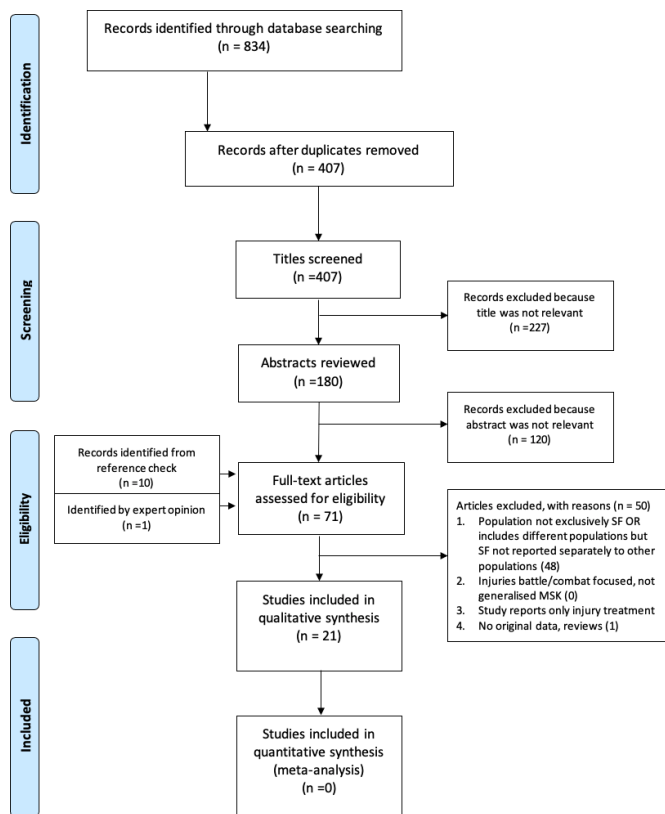 Identification
Records identified through database searching
(n = 834)
Records after duplicates removed
(n = 407)
Screening
Titles screened
(n =407)
Records excluded because
title was not relevant
(n =227)
Abstracts reviewed
(n =180)
Records excluded because
abstract was not relevant
(n = 120)
Eligibility
Records identified from
reference check
(n =10)
Identified by expert opinion
(n =1)
Full-text articles
assessed for eligibility
(n = 71)
Articles excluded, with reasons (n = 50)
1. Population not exclusively SF OR
includes different populations but
SF not reported separately to other
populations (48)
2. Injuries battle/combat focused, not
generalised MSK (0)
3. Study reports only injury treatment
4. No original data, reviews (1)
Studies included in
qualitative synthesis
(n = 21)
Included
Studies included in
quantitative synthesis
(meta-analysis)
(n =0)